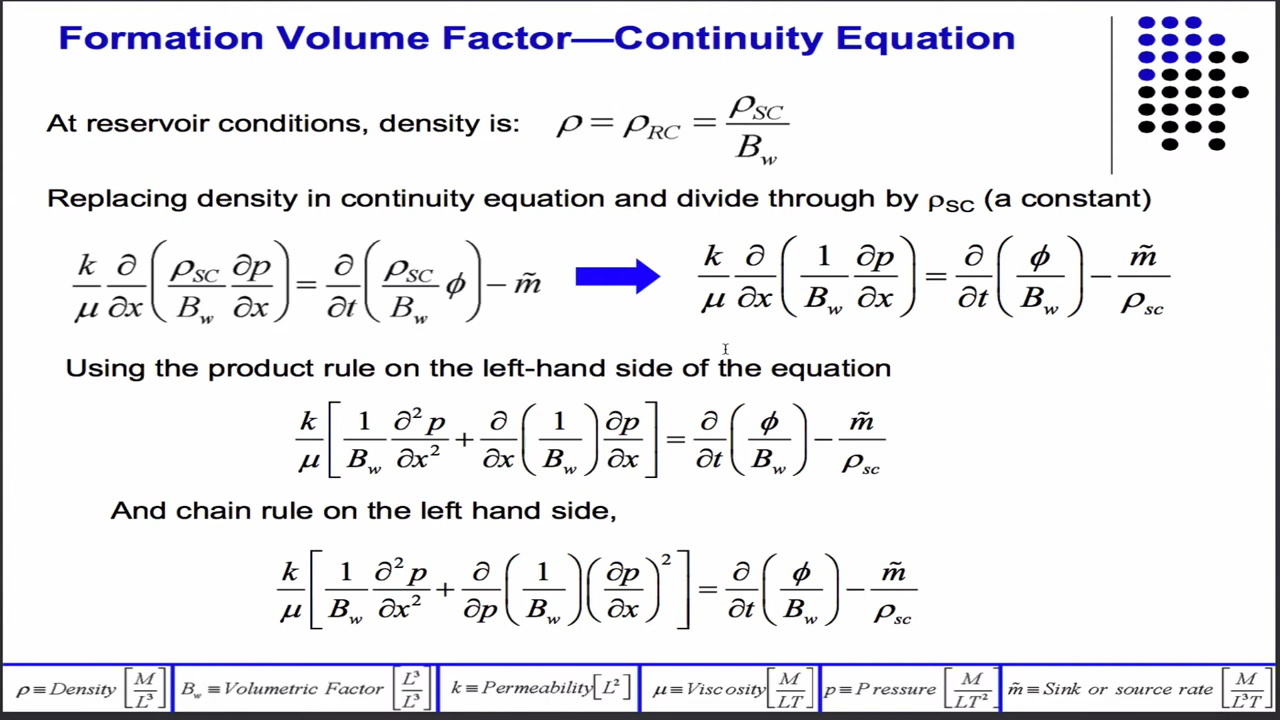 Formation Volume Factor—Continuity Equation
At reservoir conditions, density is: ρ = ρ_RC = ρ_SC / B_w
Replacing density in continuity equation and divide through by ρSC (a constant)
k/μ ∂/∂x (ρ_SC/B_w ∂p/∂x) = ∂/∂t (ρ_SC/B_w ϕ) − m̃ k/μ ∂/∂x (1/B_w ∂p/∂x) = ∂/∂t (ϕ/B_w) − m̃/ρ_sc
Using the product rule on the left-hand side of the equation
k/μ [1/B_w ∂²p/∂x² + ∂/∂x (1/B_w) ∂p/∂x] = ∂/∂t (ϕ/B_w) − m̃/ρ_sc
And chain rule on the left hand side,
k/μ [1/B_w ∂²p/∂x² + ∂/∂p (1/B_w) (∂p/∂x)²] = ∂/∂t (ϕ/B_w) − m̃/ρ_sc
ρ ≡ Density [M/L³] B_w ≡ Volumetric Factor [L³/L³] k ≡ Permeability [L²] μ ≡ Viscosity [M/LT] p ≡ Pressure [M/LT²] m̃ ≡ Sink or source rate [M/L³T]